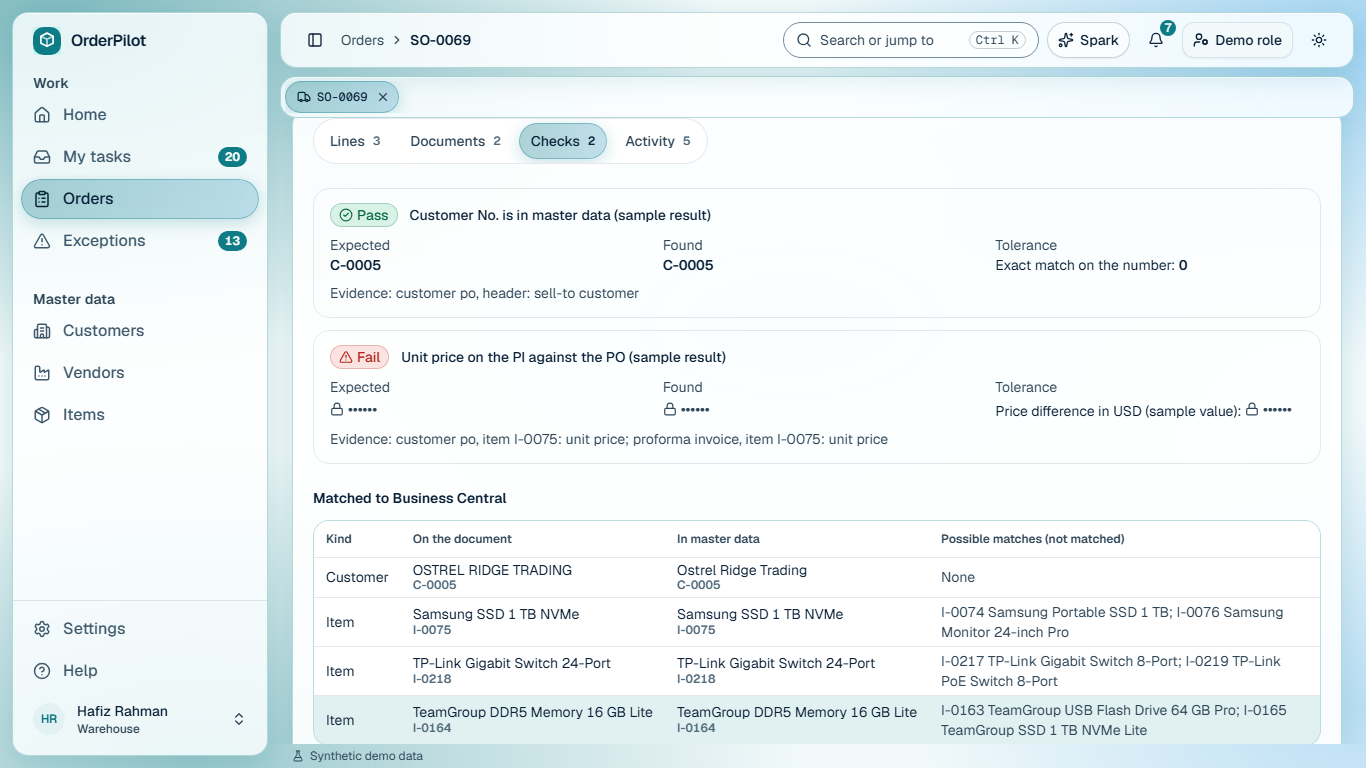 OrderPilot
Work
Home
My tasks 20
Orders
Exceptions 13
Master data
Customers
Vendors
Items
Settings
Help
HR Hafiz Rahman
Warehouse
Orders > SO-0069
Search or jump to Ctrl K
Spark
7
Demo role
SO-0069
Lines 3 Documents 2 Checks 2 Activity 5
Pass Customer No. is in master data (sample result)
Expected Found Tolerance
C-0005 C-0005 Exact match on the number: 0
Evidence: customer po, header: sell-to customer
Fail Unit price on the PI against the PO (sample result)
Expected Found Tolerance
•••••• •••••• Price difference in USD (sample value): ••••••
Evidence: customer po, item I-0075: unit price; proforma invoice, item I-0075: unit price
Matched to Business Central
Kind On the document In master data Possible matches (not matched)
Customer OSTREL RIDGE TRADING Ostrel Ridge Trading None
C-0005 C-0005
Item Samsung SSD 1 TB NVMe Samsung SSD 1 TB NVMe I-0074 Samsung Portable SSD 1 TB; I-0076 Samsung
I-0075 I-0075 Monitor 24-inch Pro
Item TP-Link Gigabit Switch 24-Port TP-Link Gigabit Switch 24-Port I-0217 TP-Link Gigabit Switch 8-Port; I-0219 TP-Link
I-0218 I-0218 PoE Switch 8-Port
Item TeamGroup DDR5 Memory 16 GB Lite TeamGroup DDR5 Memory 16 GB Lite I-0163 TeamGroup USB Flash Drive 64 GB Pro; I-0165
I-0164 I-0164 TeamGroup SSD 1 TB NVMe Lite
Synthetic demo data